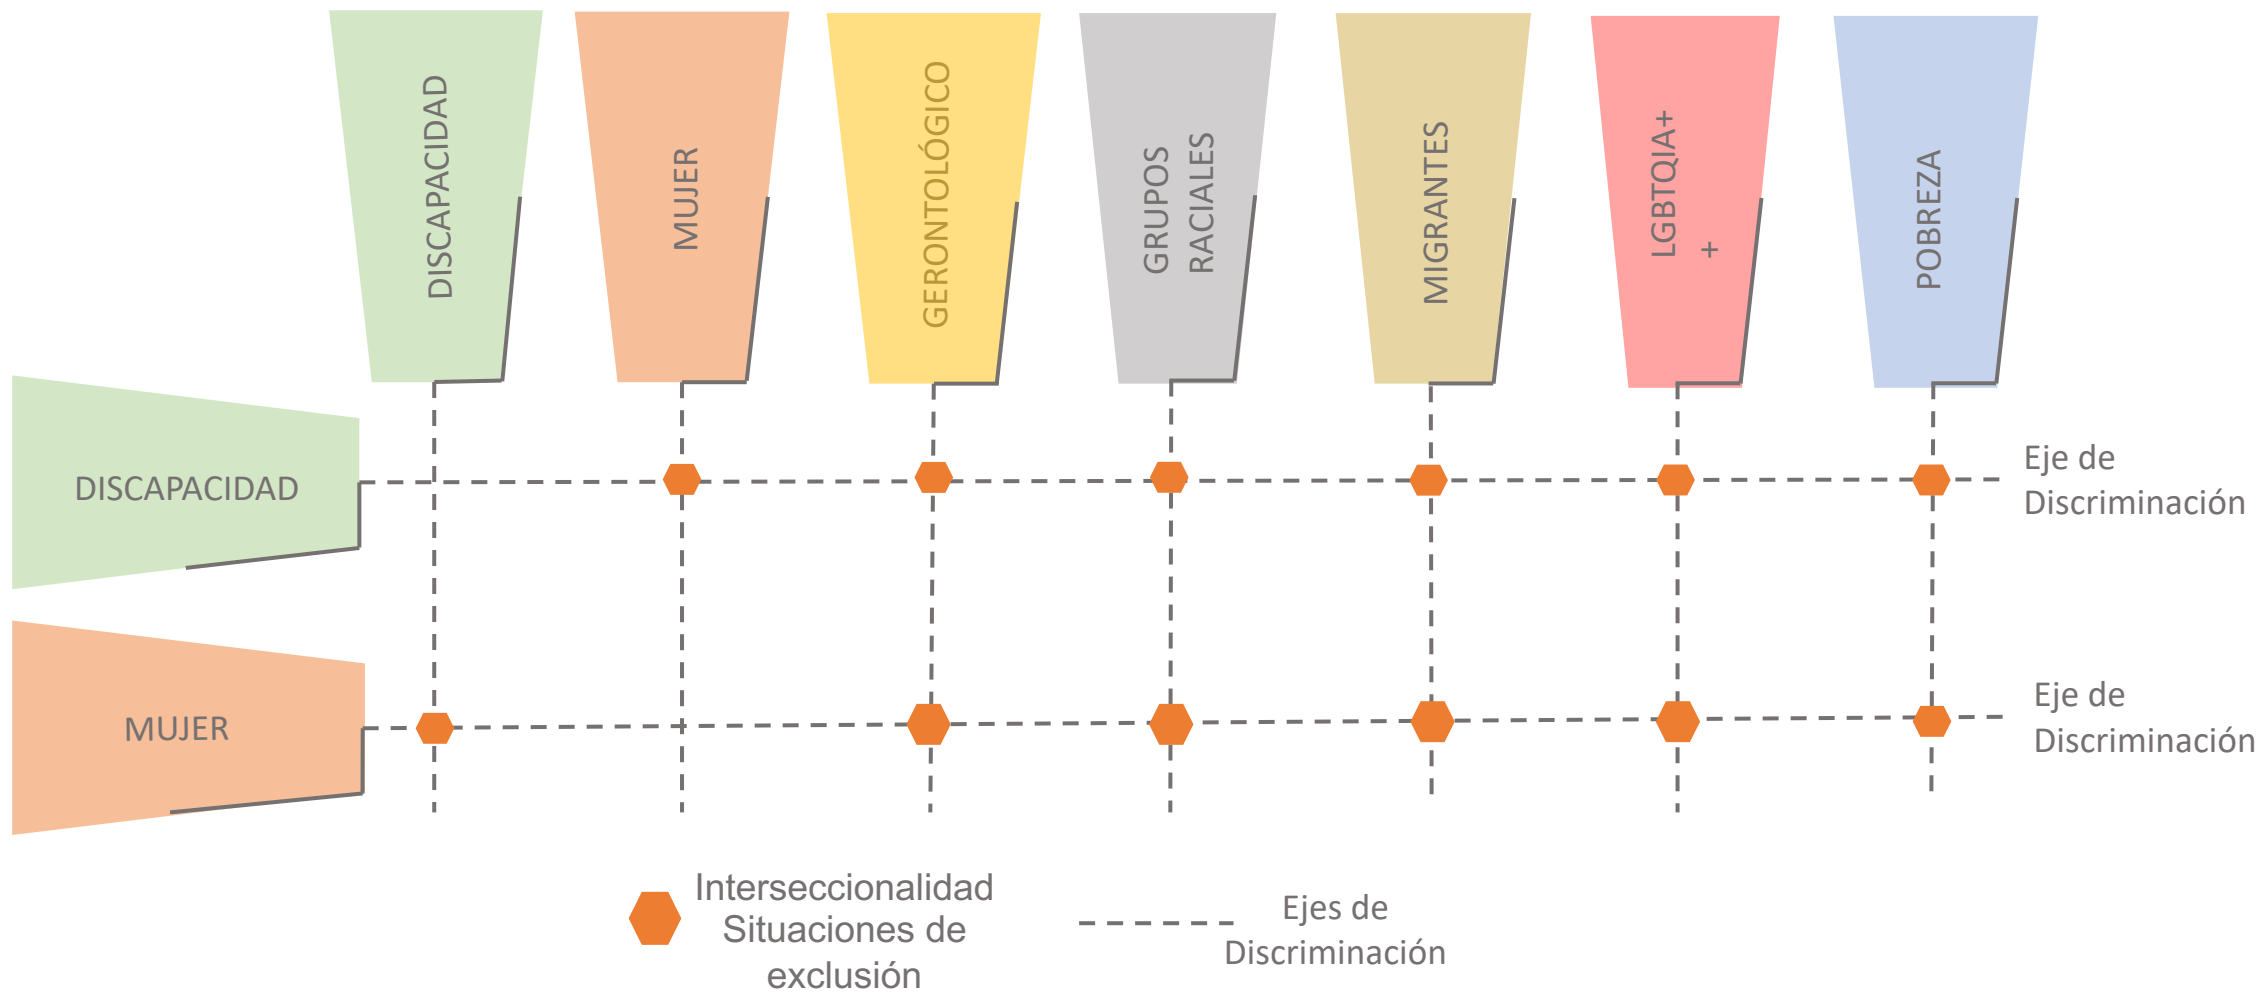 DISCAPACIDAD
MUJER
GERONTOLÓGICO
GRUPOS
RACIALES
MIGRANTES
LGBTQIA+
+
POBREZA
DISCAPACIDAD
Eje de
Discriminación
MUJER
Eje de
Discriminación
Interseccionalidad
Situaciones de
exclusión
Ejes de
Discriminación